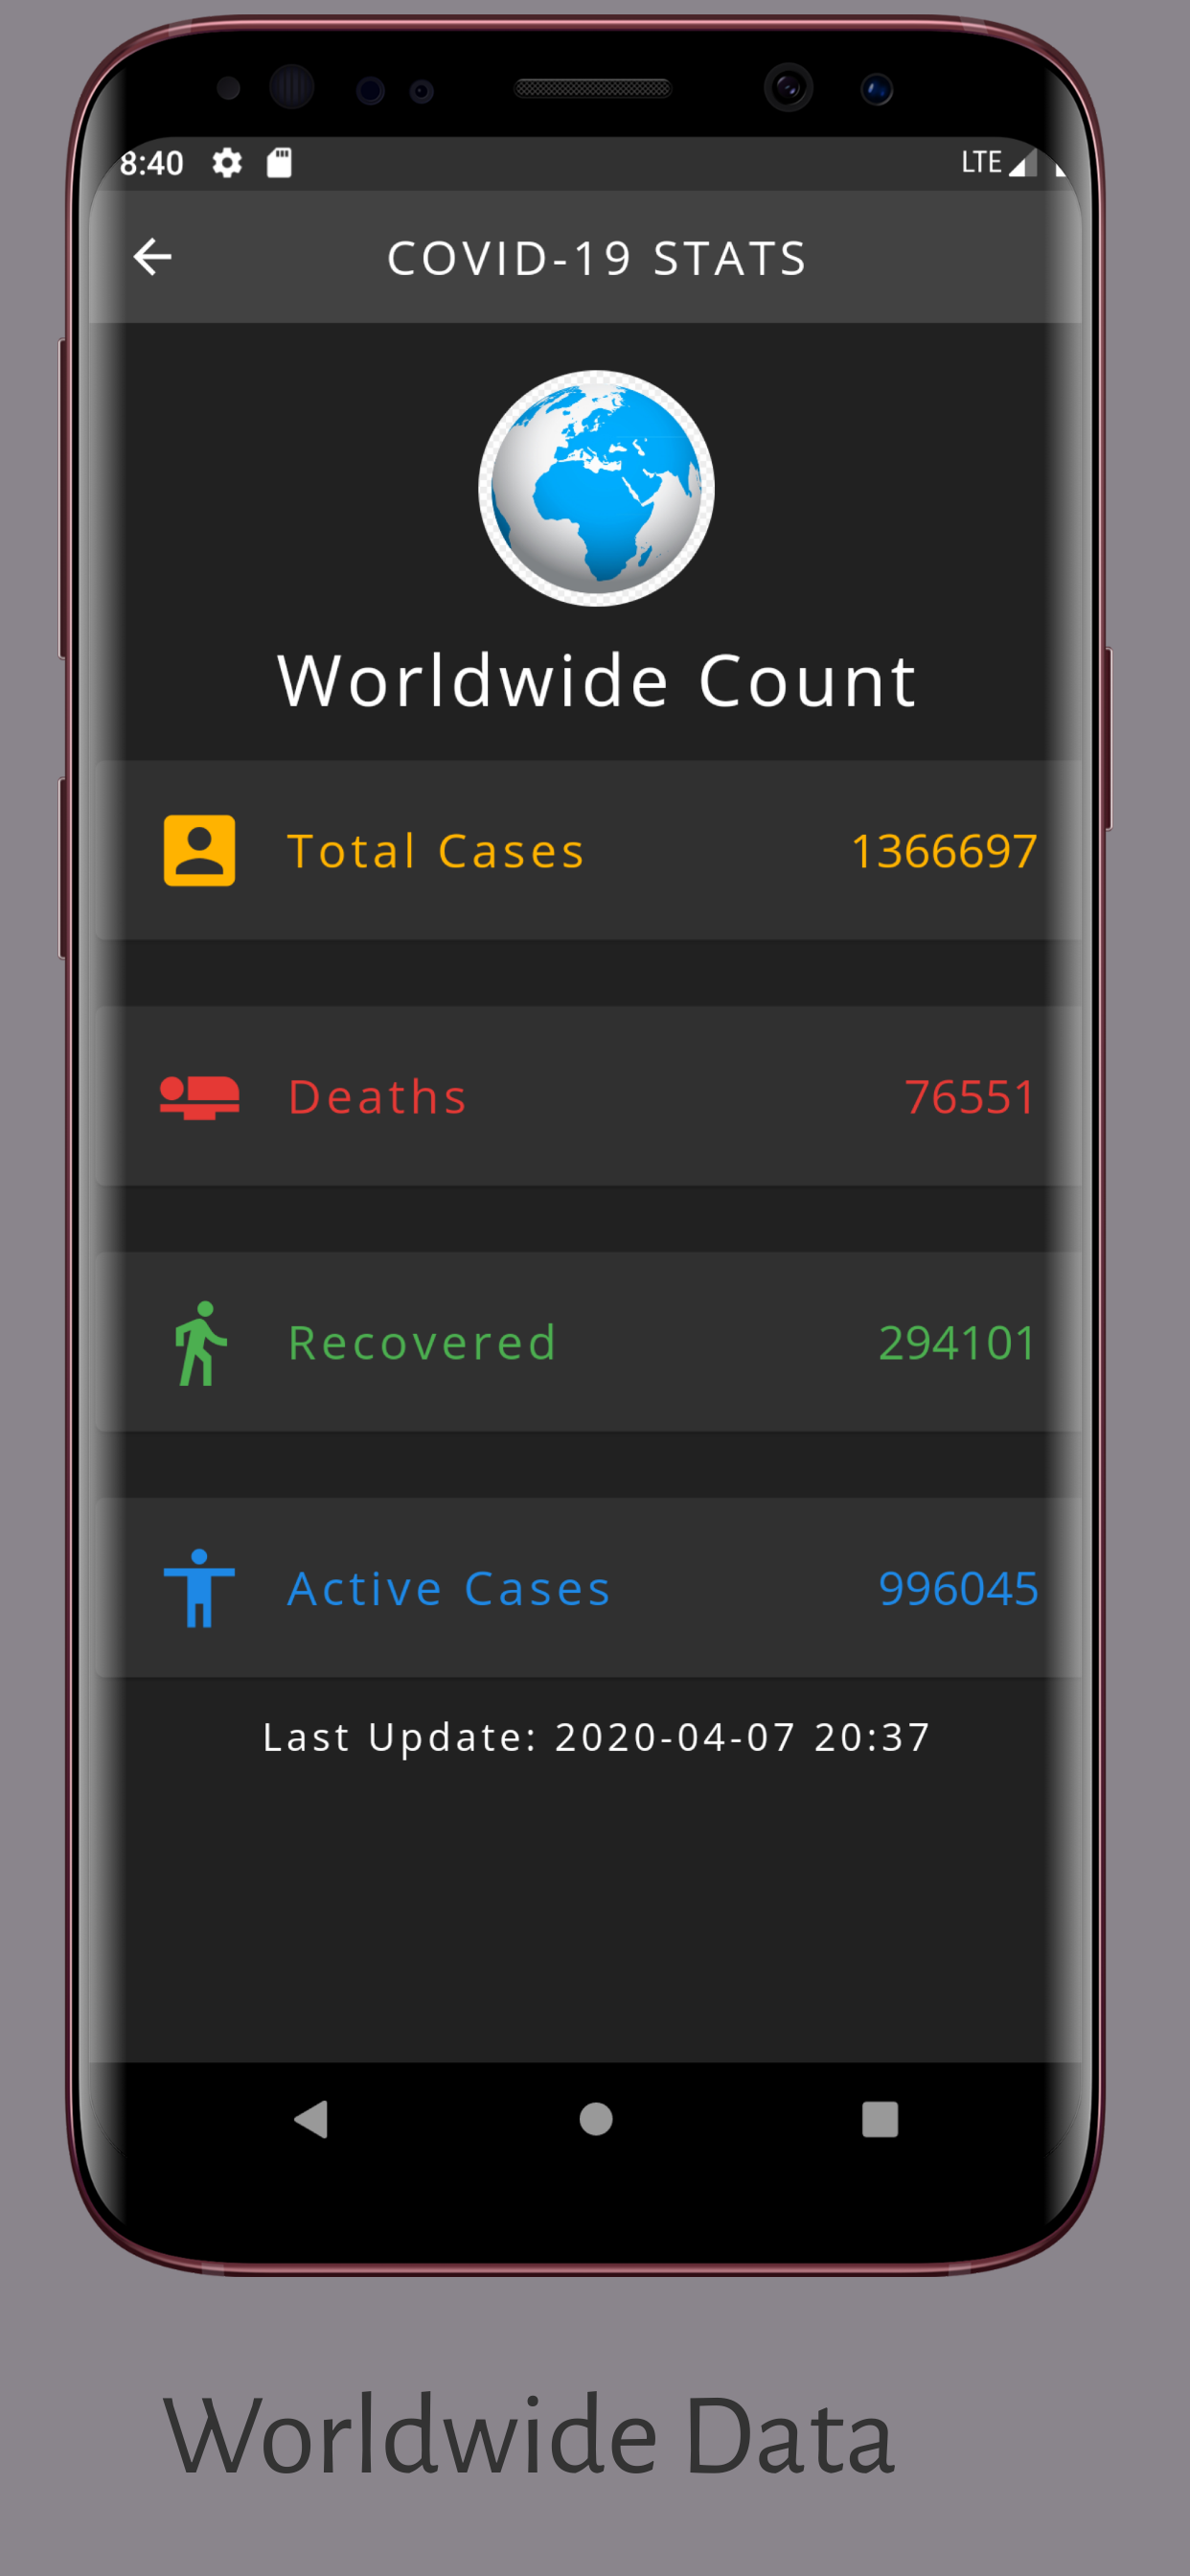 8:40 LTE
COVID-19 STATS
Worldwide Count
Total Cases 1366697
Deaths 76551
Recovered 294101
Active Cases 996045
Last Update: 2020-04-07 20:37
Worldwide Data